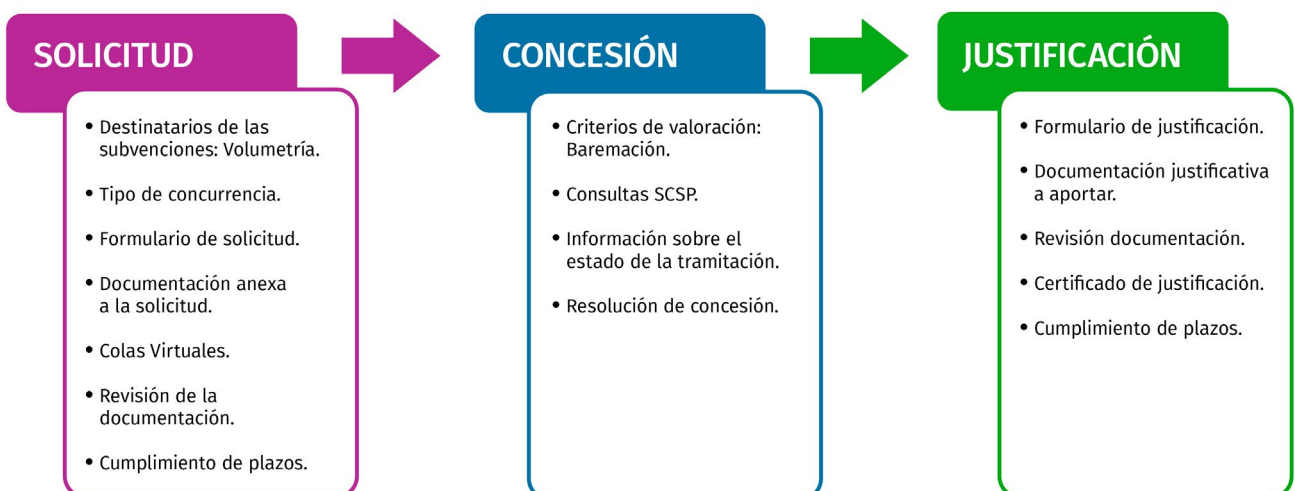 SOLICITUD
• Destinatarios de las
subvenciones: Volumetría.
• Tipo de concurrencia.
• Formulario de solicitud.
• Documentación anexa
a la solicitud.
• Colas Virtuales.
• Revisión de la
documentación.
• Cumplimiento de plazos.
CONCESIÓN
• Criterios de valoración:
Baremación.
• Consultas SCSP.
• Información sobre el
estado de la tramitación.
• Resolución de concesión.
JUSTIFICACIÓN
• Formulario de justificación.
• Documentación justificativa
a aportar.
• Revisión documentación.
• Certificado de justificación.
• Cumplimiento de plazos.